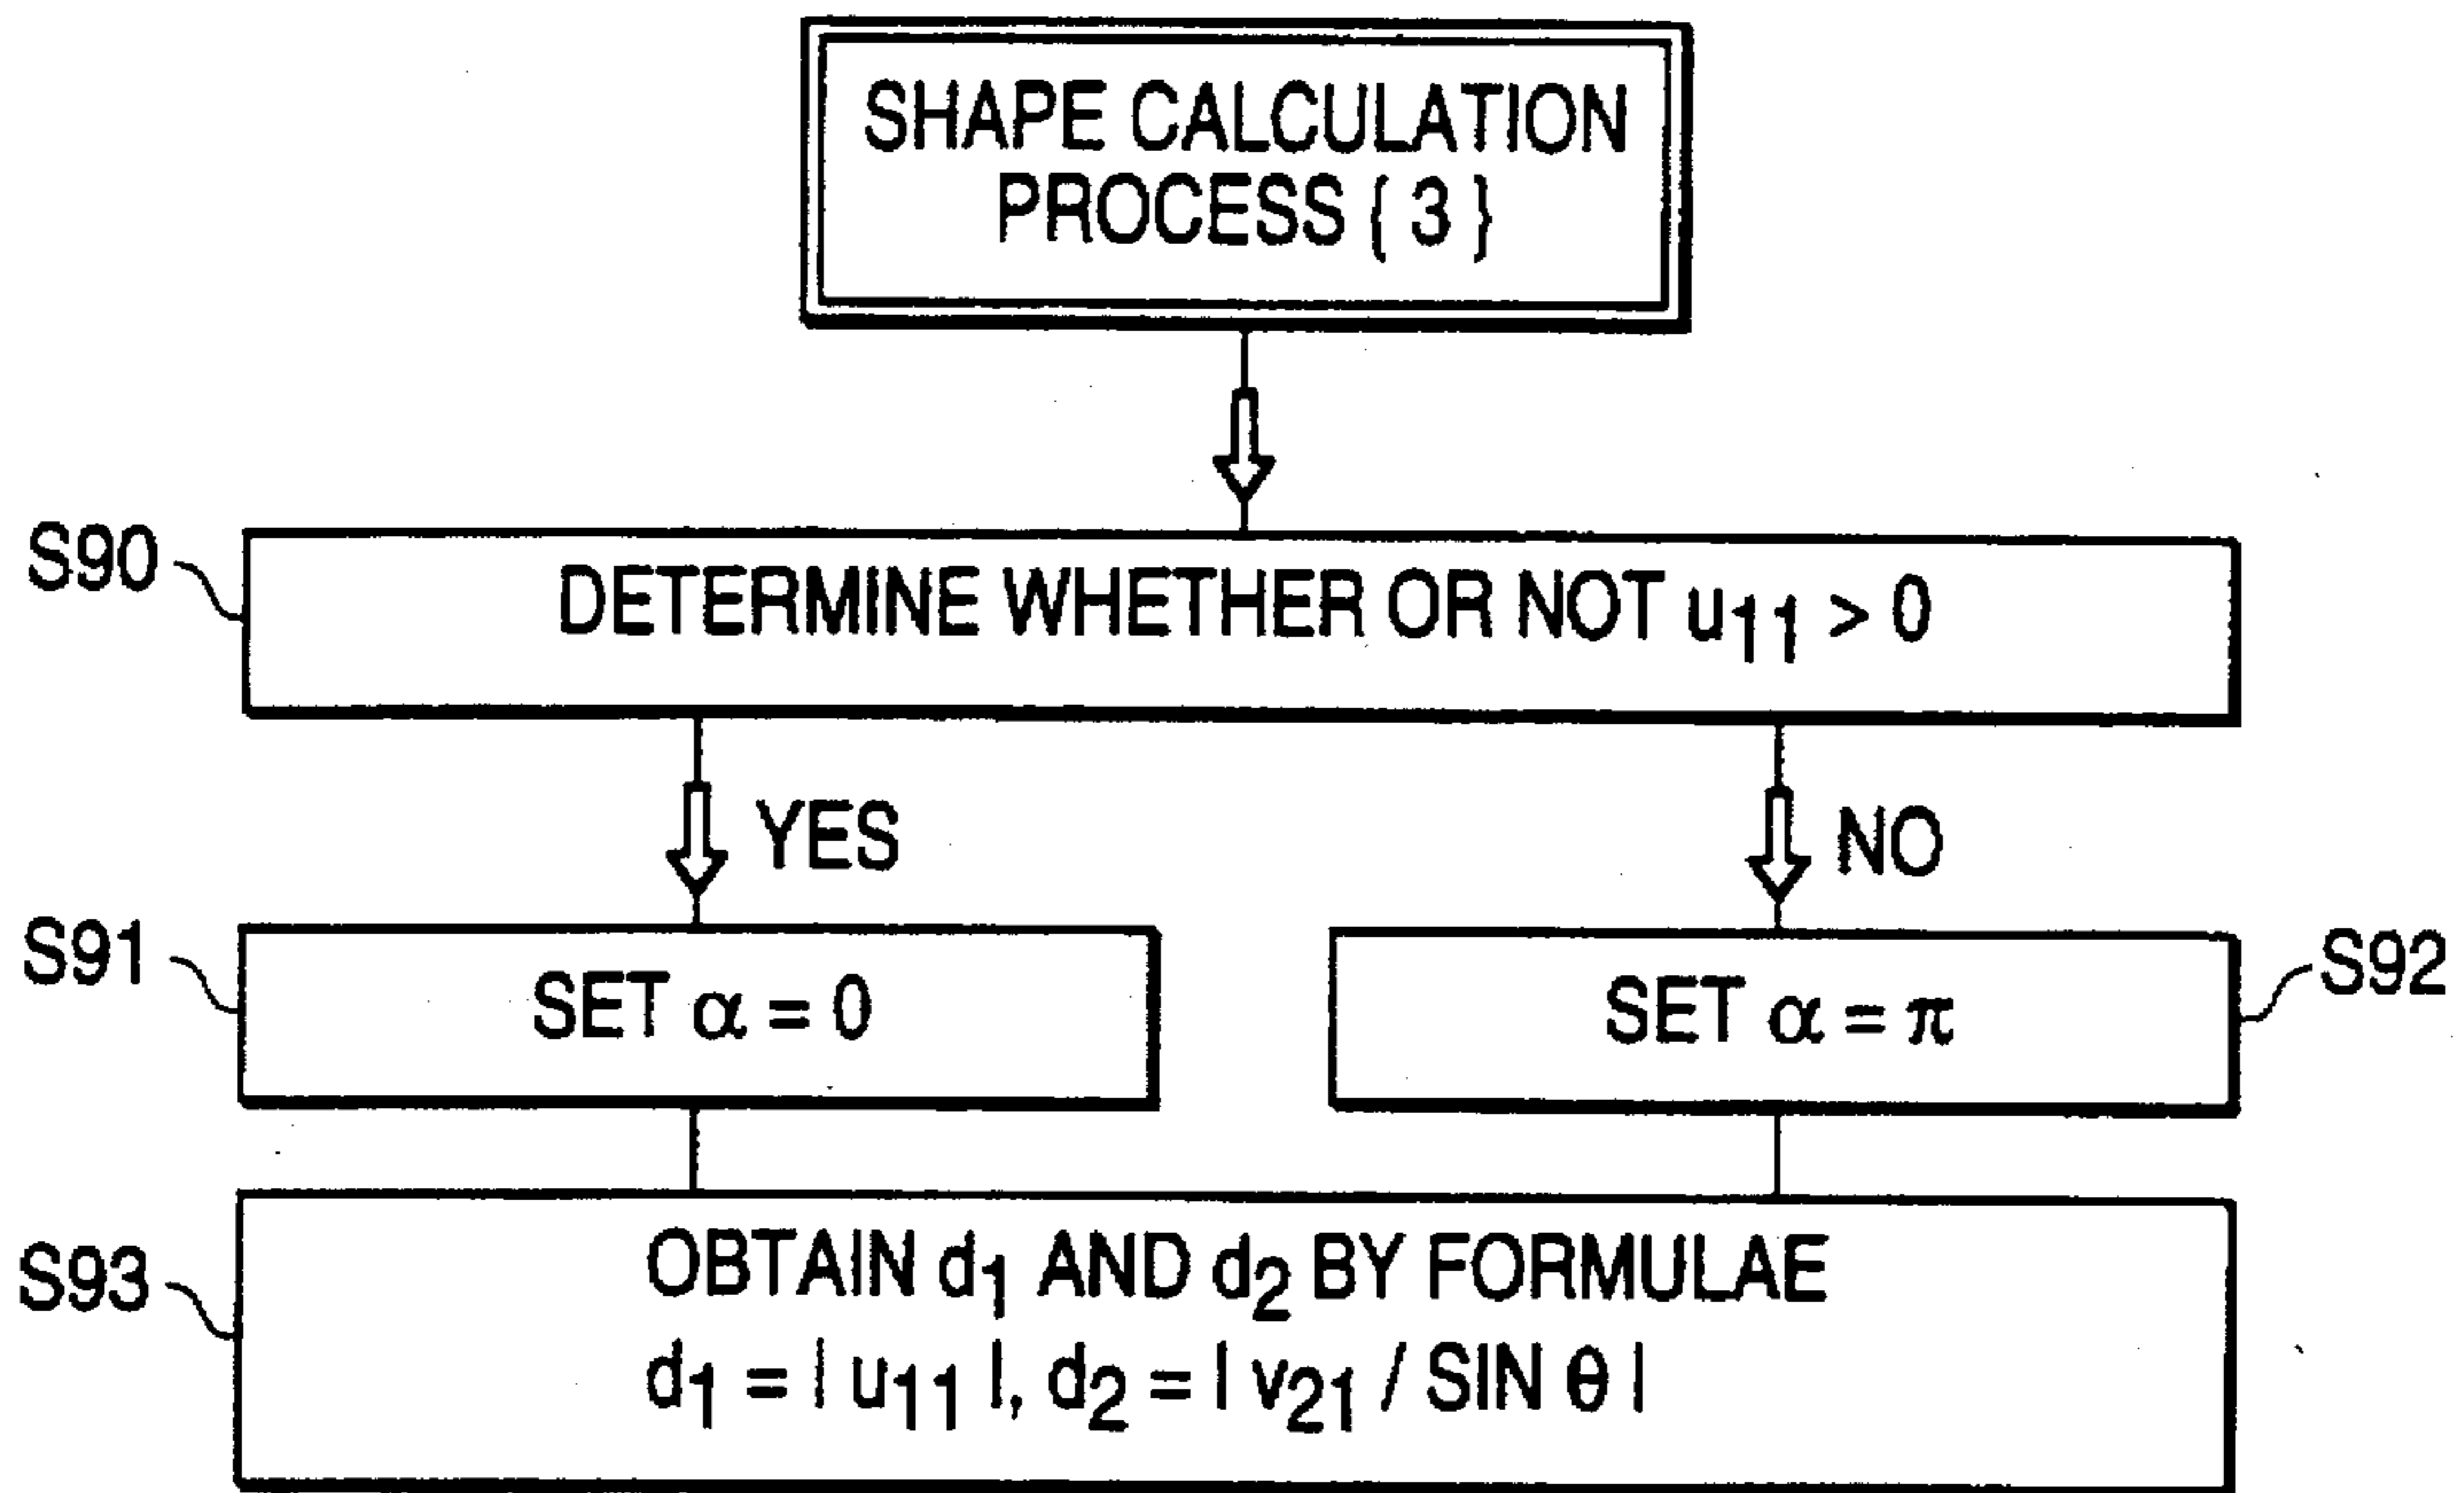 SHAPE CALCULATION
PROCESS { 3 }
S90
DETERMINE WHETHER OR NOT u11 > 0
YES
NO
S91
SET α = 0
SET α = π
S92
S93
OBTAIN d1 AND d2 BY FORMULAE
d1 = | u11 |, d2 = | v21 / SIN θ |